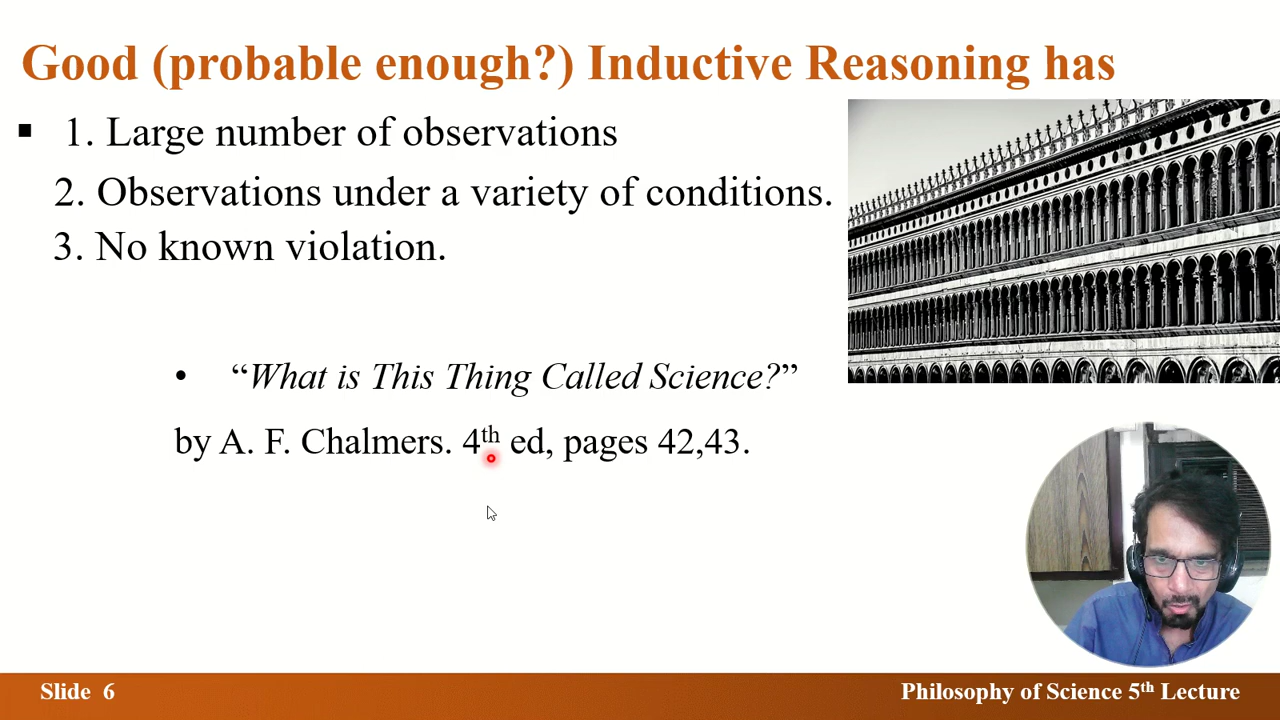 Good (probable enough?) Inductive Reasoning has
▪ 1. Large number of observations
2. Observations under a variety of conditions.
3. No known violation.
• “What is This Thing Called Science?”
by A. F. Chalmers. 4th ed, pages 42,43.
Slide 6
Philosophy of Science 5th Lecture